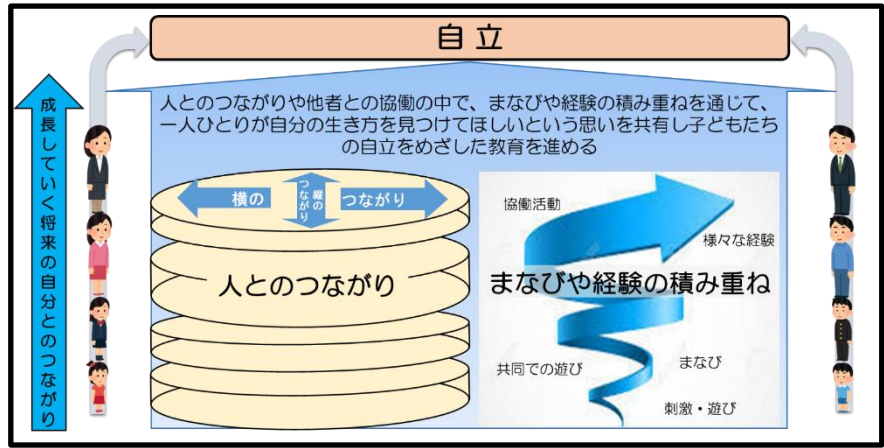 自立
人とのつながりや他者との協働の中で、まなびや経験の積み重ねを通じて、
一人ひとりが自分の生き方を見つけてほしいという思いを共有し子どもたち
の自立をめざした教育を進める
成長していく将来の自分とのつながり
横の
縦の
つながり
つながり
人とのつながり
協働活動
様々な経験
まなびや経験の積み重ね
共同での遊び
まなび
刺激・遊び